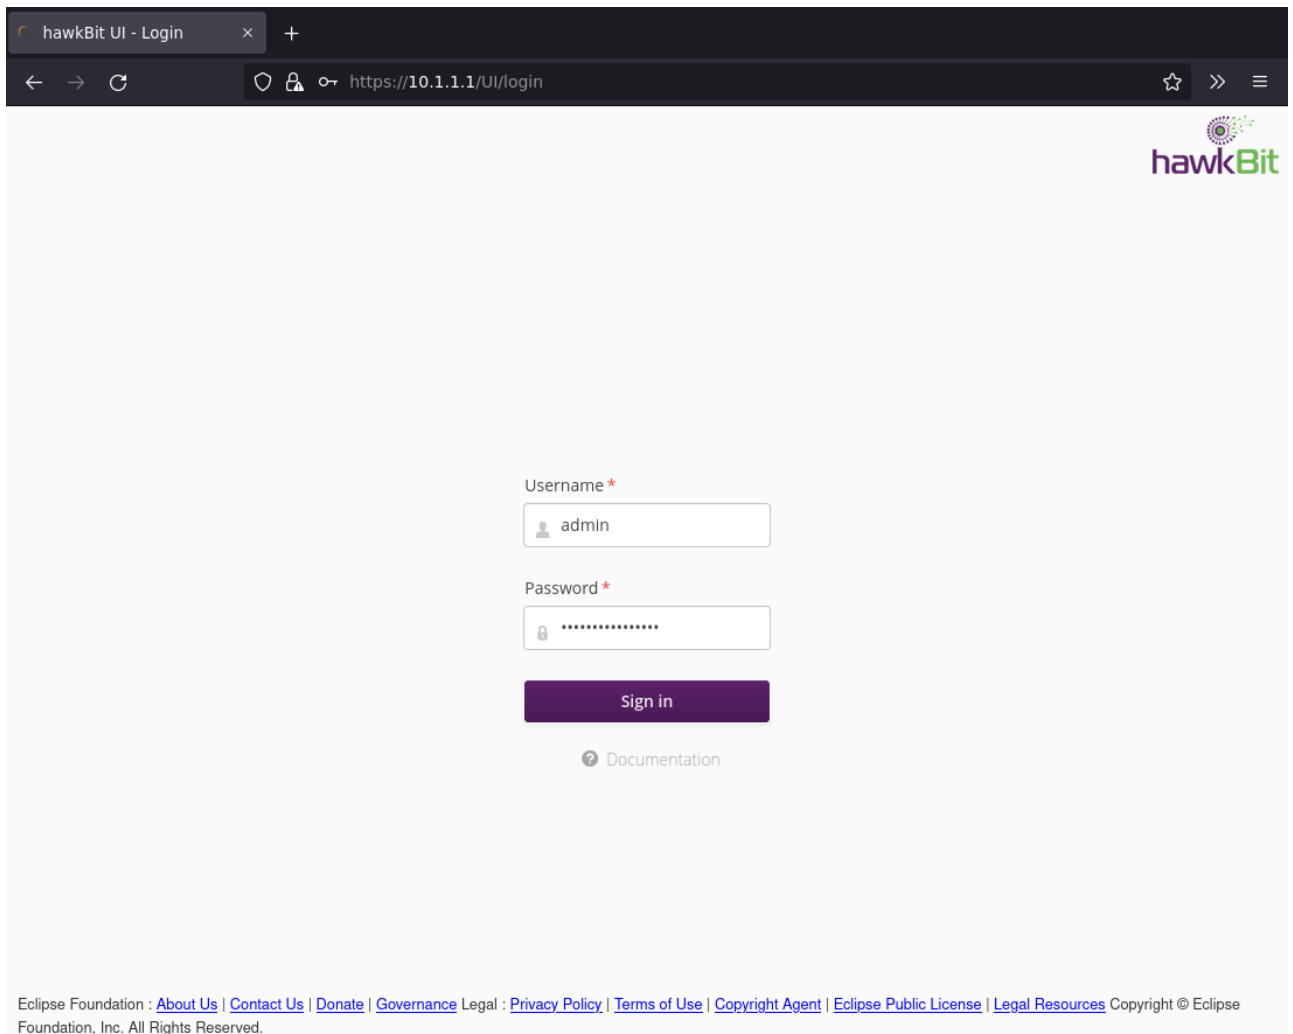 hawkBit UI - Login
https://10.1.1.1/UI/login
hawkBit
Username *
admin
Password *
••••••••••••••••
Sign in
Documentation
Eclipse Foundation : About Us | Contact Us | Donate | Governance Legal : Privacy Policy | Terms of Use | Copyright Agent | Eclipse Public License | Legal Resources Copyright © Eclipse
Foundation, Inc. All Rights Reserved.